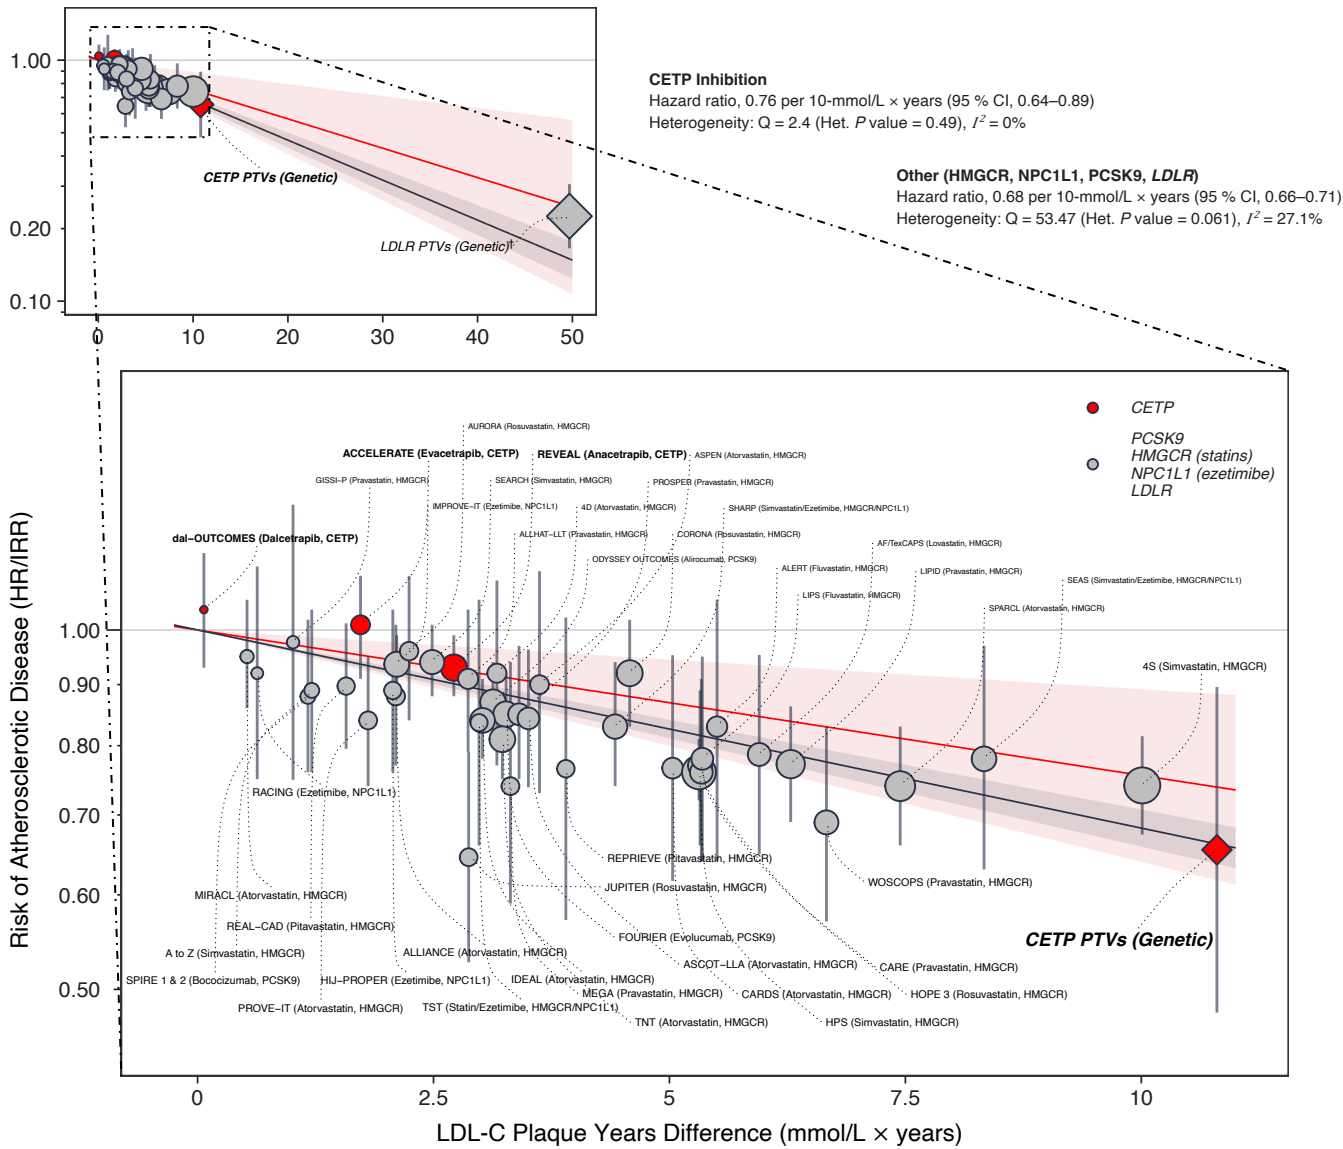 1.00
0.20
0.10
0
10
20
30
40
50
CETP PTVs (Genetic)
LDLR PTVs (Genetic)†
CETP Inhibition
Hazard ratio, 0.76 per 10-mmol/L × years (95 % CI, 0.64–0.89)
Heterogeneity: Q = 2.4 (Het. P value = 0.49), I² = 0%
Other (HMGCR, NPC1L1, PCSK9, LDLR)
Hazard ratio, 0.68 per 10-mmol/L × years (95 % CI, 0.66–0.71)
Heterogeneity: Q = 53.47 (Het. P value = 0.061), I² = 27.1%
CETP
PCSK9
HMGCR (statins)
NPC1L1 (ezetimibe)
LDLR
AURORA (Rosuvastatin, HMGCR)
ACCELERATE (Evacetrapib, CETP)
REVEAL (Anacetrapib, CETP)
ASPEN (Atorvastatin, HMGCR)
GISSI–P (Pravastatin, HMGCR)
SEARCH (Simvastatin, HMGCR)
PROSPER (Pravastatin, HMGCR)
IMPROVE–IT (Ezetimibe, NPC1L1)
4D (Atorvastatin, HMGCR)
SHARP (Simvastatin/Ezetimibe, HMGCR/NPC1L1)
dal–OUTCOMES (Dalcetrapib, CETP)
ALLHAT–LLT (Pravastatin, HMGCR)
CORONA (Rosuvastatin, HMGCR)
AF/TexCAPS (Lovastatin, HMGCR)
ODYSSEY OUTCOMES (Alirocumab, PCSK9)
ALERT (Fluvastatin, HMGCR)
LIPID (Pravastatin, HMGCR)
SEAS (Simvastatin/Ezetimibe, HMGCR/NPC1L1)
LIPS (Fluvastatin, HMGCR)
SPARCL (Atorvastatin, HMGCR)
4S (Simvastatin, HMGCR)
RACING (Ezetimibe, NPC1L1)
REPRIEVE (Pitavastatin, HMGCR)
WOSCOPS (Pravastatin, HMGCR)
JUPITER (Rosuvastatin, HMGCR)
MIRACL (Atorvastatin, HMGCR)
REAL–CAD (Pitavastatin, HMGCR)
FOURIER (Evolucumab, PCSK9)
CETP PTVs (Genetic)
A to Z (Simvastatin, HMGCR)
ALLIANCE (Atorvastatin, HMGCR)
ASCOT–LLA (Atorvastatin, HMGCR)
CARE (Pravastatin, HMGCR)
SPIRE 1 & 2 (Bococizumab, PCSK9)
HIJ–PROPER (Ezetimibe, NPC1L1)
IDEAL (Atorvastatin, HMGCR)
MEGA (Pravastatin, HMGCR)
CARDS (Atorvastatin, HMGCR)
HOPE 3 (Rosuvastatin, HMGCR)
PROVE–IT (Atorvastatin, HMGCR)
TST (Statin/Ezetimibe, HMGCR/NPC1L1)
TNT (Atorvastatin, HMGCR)
HPS (Simvastatin, HMGCR)
Risk of Atherosclerotic Disease (HR/IRR)
1.00
0.90
0.80
0.70
0.60
0.50
0
2.5
5
7.5
10
LDL-C Plaque Years Difference (mmol/L × years)